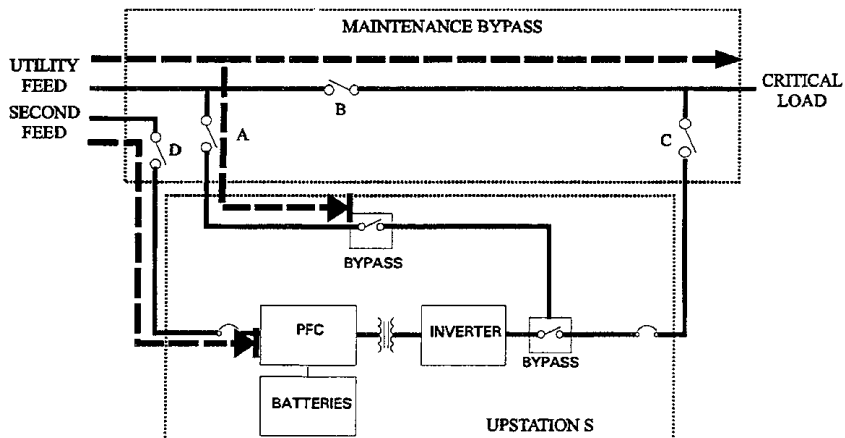 MAINTENANCE BYPASS
UTILITY
FEED
SECOND
FEED
CRITICAL
LOAD
B
A
D
C
BYPASS
PFC
INVERTER
BYPASS
BATTERIES
UPSTATION S